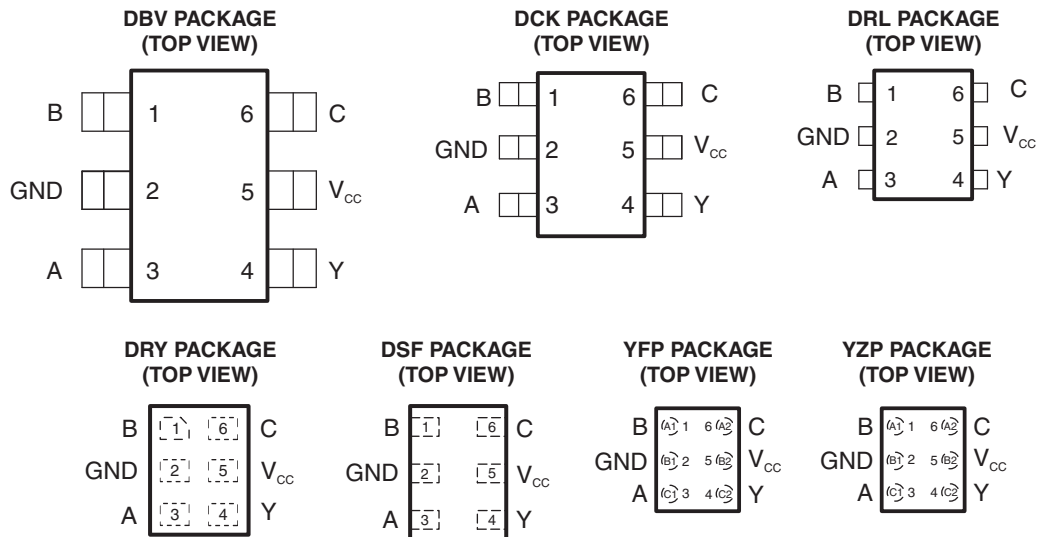 DBV PACKAGE
(TOP VIEW)
B 1 6 C
GND 2 5 VCC
A 3 4 Y
DCK PACKAGE
(TOP VIEW)
B 1 6 C
GND 2 5 VCC
A 3 4 Y
DRL PACKAGE
(TOP VIEW)
B 1 6 C
GND 2 5 VCC
A 3 4 Y
DRY PACKAGE
(TOP VIEW)
B 1 6 C
GND 2 5 VCC
A 3 4 Y
DSF PACKAGE
(TOP VIEW)
B 1 6 C
GND 2 5 VCC
A 3 4 Y
YFP PACKAGE
(TOP VIEW)
B A1 1 6 A2 C
GND B1 2 5 B2 VCC
A C1 3 4 C2 Y
YZP PACKAGE
(TOP VIEW)
B A1 1 6 A2 C
GND B1 2 5 B2 VCC
A C1 3 4 C2 Y